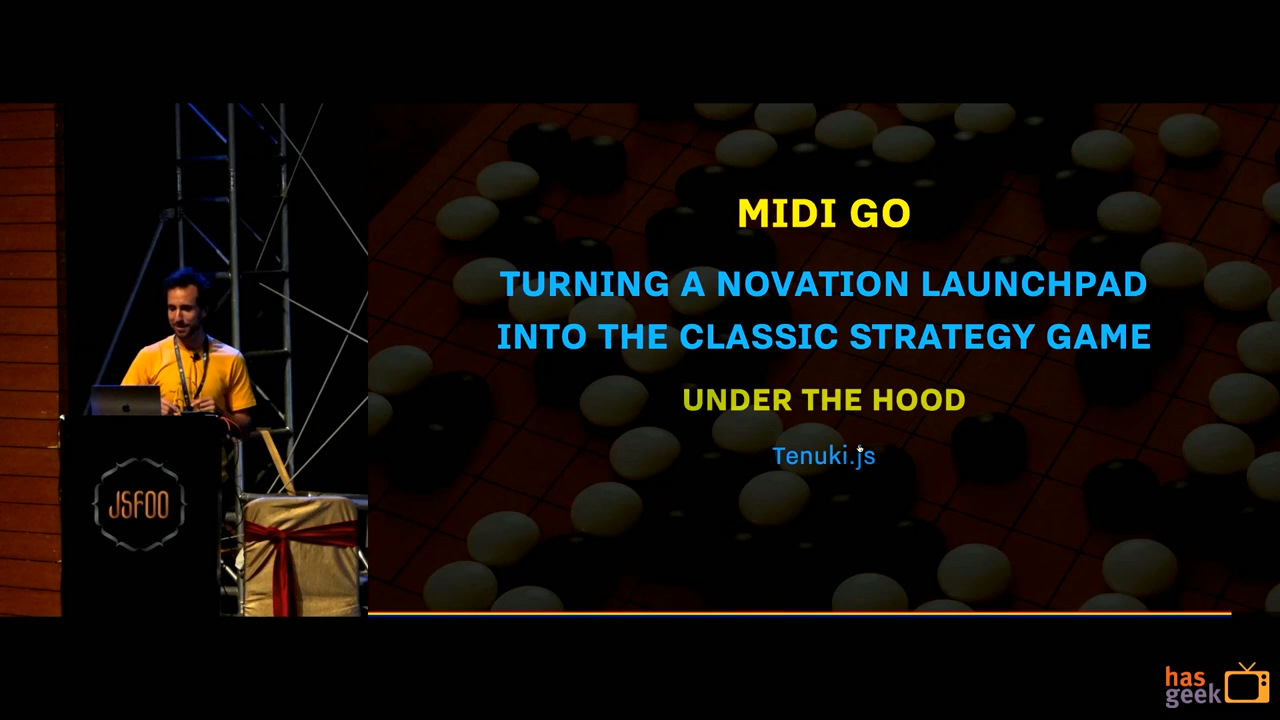 MIDI GO
TURNING A NOVATION LAUNCHPAD
INTO THE CLASSIC STRATEGY GAME
UNDER THE HOOD
Tenuki.js
JSFOO
has
geek